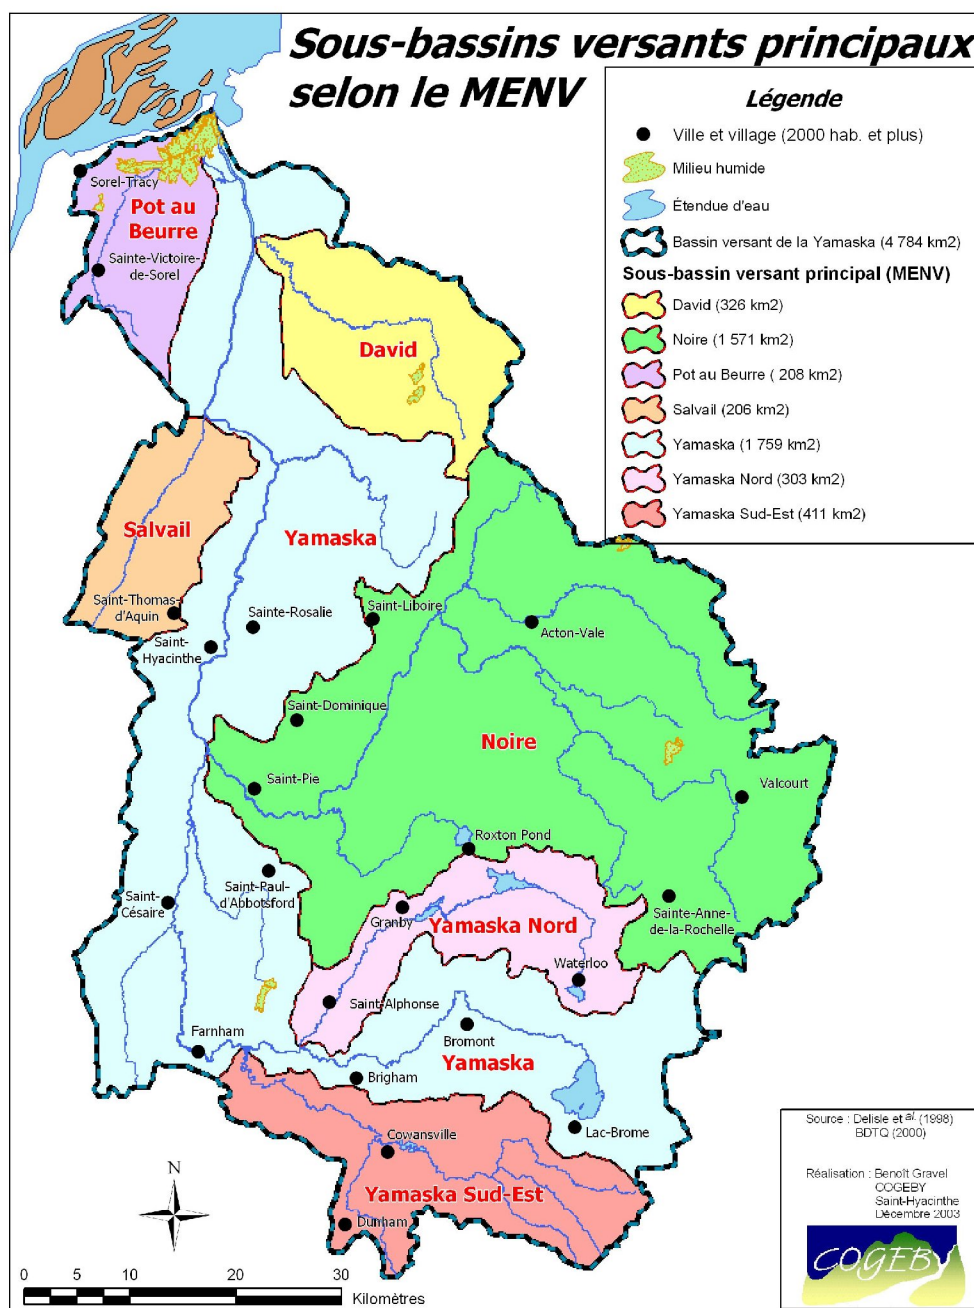 Sous-bassins versants principaux
selon le MENV
Légende
Ville et village (2000 hab. et plus)
Milieu humide
Étendue d'eau
Bassin versant de la Yamaska (4 784 km2)
Sous-bassin versant principal (MENV)
David (326 km2)
Noire (1 571 km2)
Pot au Beurre ( 208 km2)
Salvail (206 km2)
Yamaska (1 759 km2)
Yamaska Nord (303 km2)
Yamaska Sud-Est (411 km2)
Sorel-Tracy
Pot au
Beurre
Sainte-Victoire-
de-Sorel
David
Salvail
Yamaska
Saint-Thomas-
d'Aquin
Sainte-Rosalie
Saint-Liboire
Acton-Vale
Saint-
Hyacinthe
Saint-Dominique
Noire
Saint-Pie
Valcourt
Roxton Pond
Saint-Paul-
d'Abbotsford
Saint-
Césaire
Granby
Yamaska Nord
Sainte-Anne-
de-la-Rochelle
Waterloo
Saint-Alphonse
Farnham
Bromont
Yamaska
Brigham
Lac-Brome
Cowansville
Yamaska Sud-Est
Dunham
N
0 5 10 20 30
Kilomètres
Source : Delisle et al. (1998)
BDTQ (2000)
Réalisation : Benoît Gravel
COGEBY
Saint-Hyacinthe
Décembre 2003
COGEBY